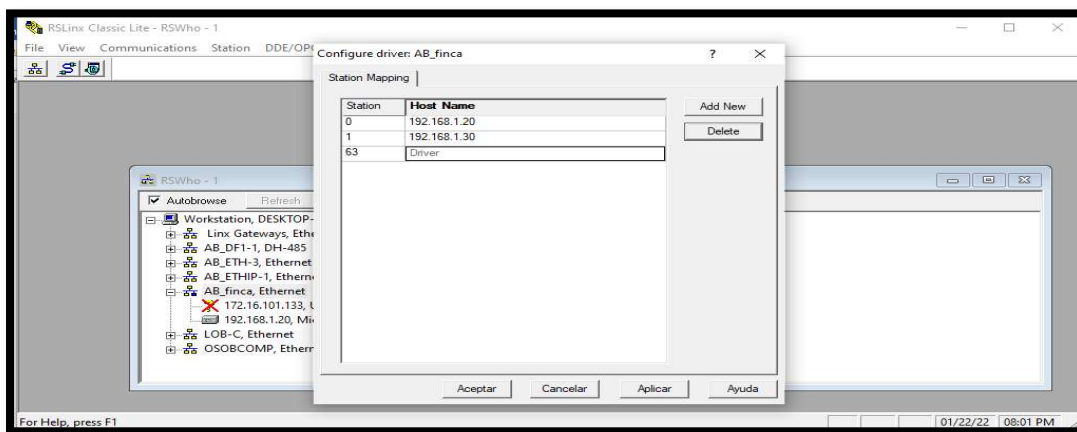 RSLinx Classic Lite - RSWho - 1
File View Communications Station DDE/OP
Configure driver: AB_finca ? ×
Station Mapping
Station Host Name
0 192.168.1.20
1 192.168.1.30
63 Driver
Add New
Delete
RSWho - 1
Autobrowse Refresh
Workstation, DESKTOP-
Linx Gateways, Ethe
AB_DF1-1, DH-485
AB_ETH-3, Ethernet
AB_ETHIP-1, Ethern
AB_finca, Ethernet
172.16.101.133, U
192.168.1.20, Mi
LOB-C, Ethernet
OSOBCOMP, Ethern
Aceptar Cancelar Aplicar Ayuda
For Help, press F1 01/22/22 08:01 PM